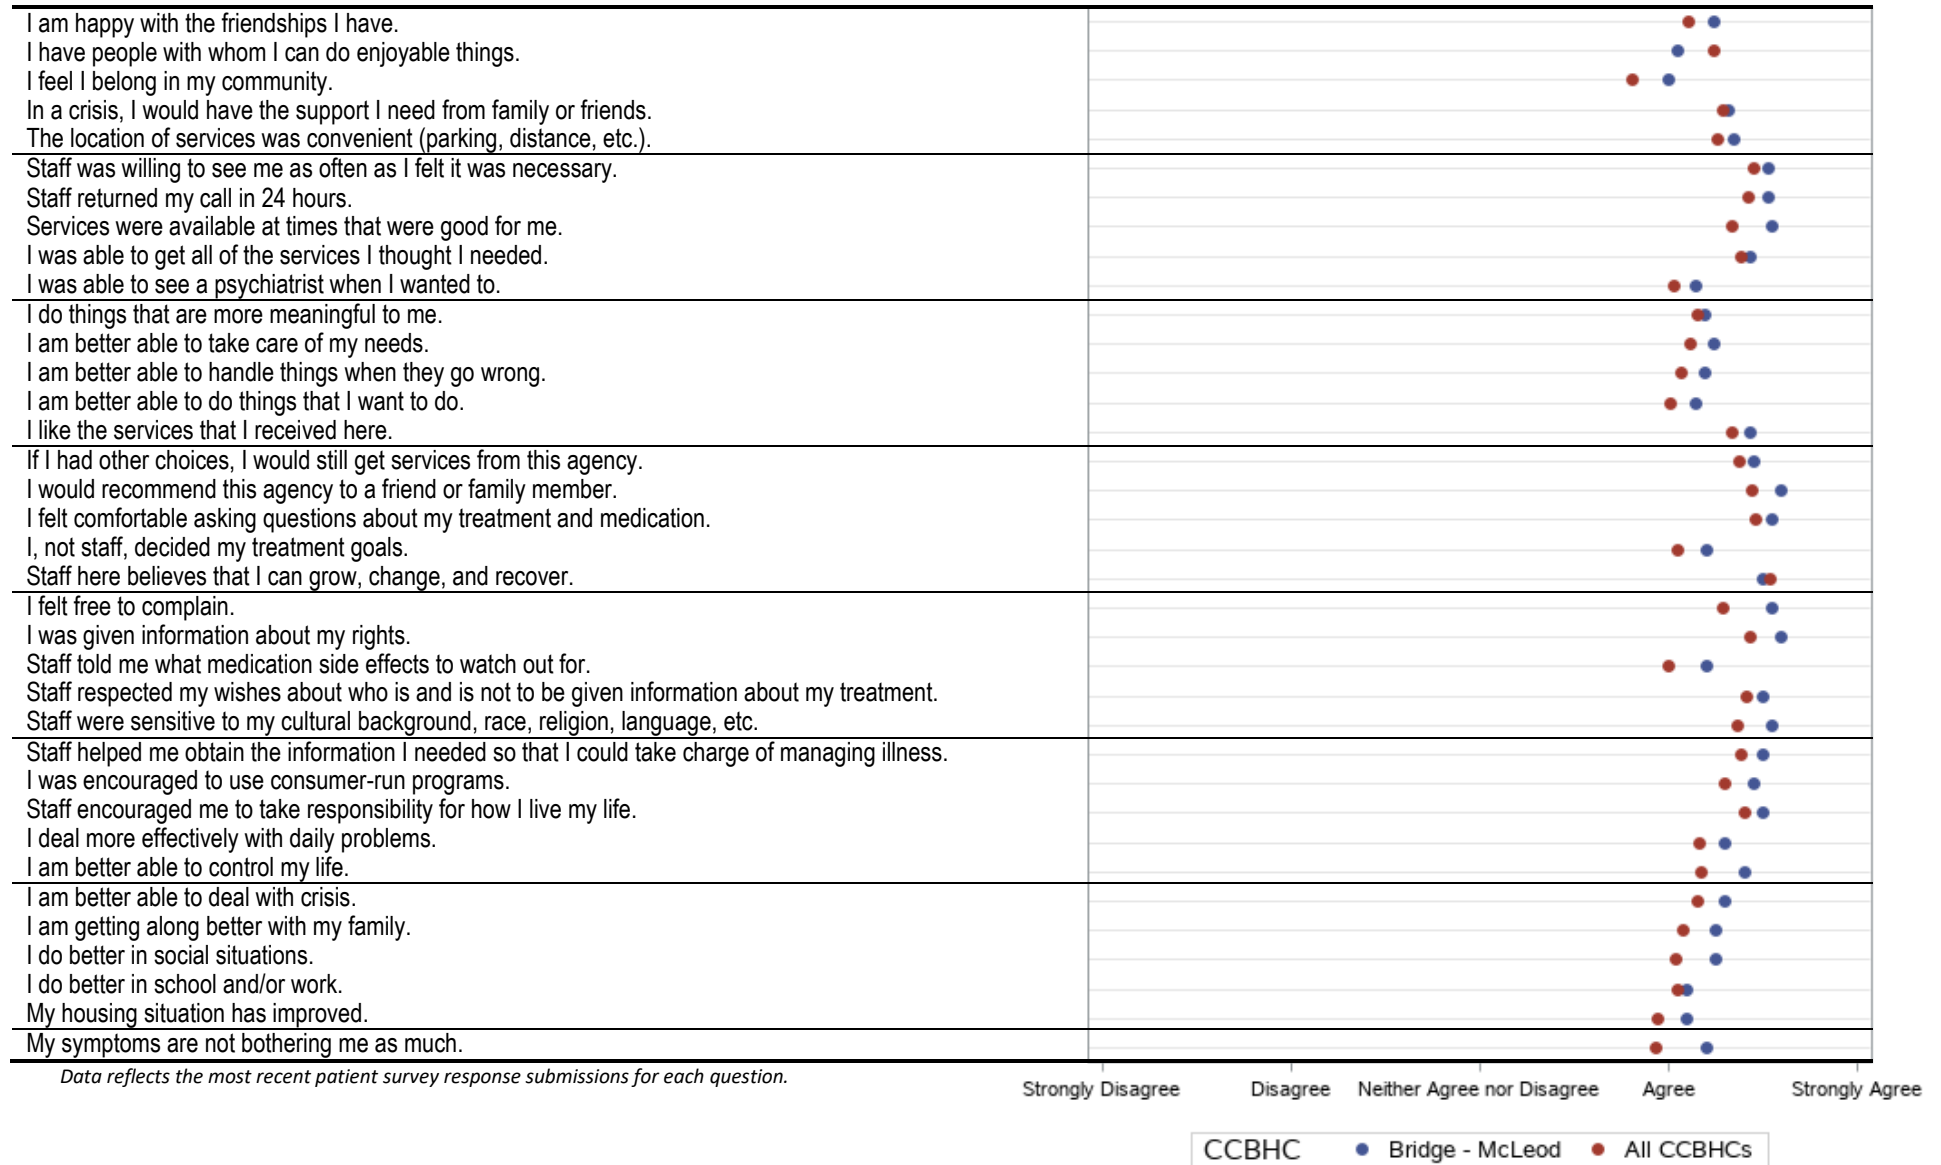 I am happy with the friendships I have.
I have people with whom I can do enjoyable things.
I feel I belong in my community.
In a crisis, I would have the support I need from family or friends.
The location of services was convenient (parking, distance, etc.).
Staff was willing to see me as often as I felt it was necessary.
Staff returned my call in 24 hours.
Services were available at times that were good for me.
I was able to get all of the services I thought I needed.
I was able to see a psychiatrist when I wanted to.
I do things that are more meaningful to me.
I am better able to take care of my needs.
I am better able to handle things when they go wrong.
I am better able to do things that I want to do.
I like the services that I received here.
If I had other choices, I would still get services from this agency.
I would recommend this agency to a friend or family member.
I felt comfortable asking questions about my treatment and medication.
I, not staff, decided my treatment goals.
Staff here believes that I can grow, change, and recover.
I felt free to complain.
I was given information about my rights.
Staff told me what medication side effects to watch out for.
Staff respected my wishes about who is and is not to be given information about my treatment.
Staff were sensitive to my cultural background, race, religion, language, etc.
Staff helped me obtain the information I needed so that I could take charge of managing illness.
I was encouraged to use consumer-run programs.
Staff encouraged me to take responsibility for how I live my life.
I deal more effectively with daily problems.
I am better able to control my life.
I am better able to deal with crisis.
I am getting along better with my family.
I do better in social situations.
I do better in school and/or work.
My housing situation has improved.
My symptoms are not bothering me as much.
Data reflects the most recent patient survey response submissions for each question.
Strongly Disagree Disagree Neither Agree nor Disagree Agree Strongly Agree
CCBHC Bridge - McLeod All CCBHCs